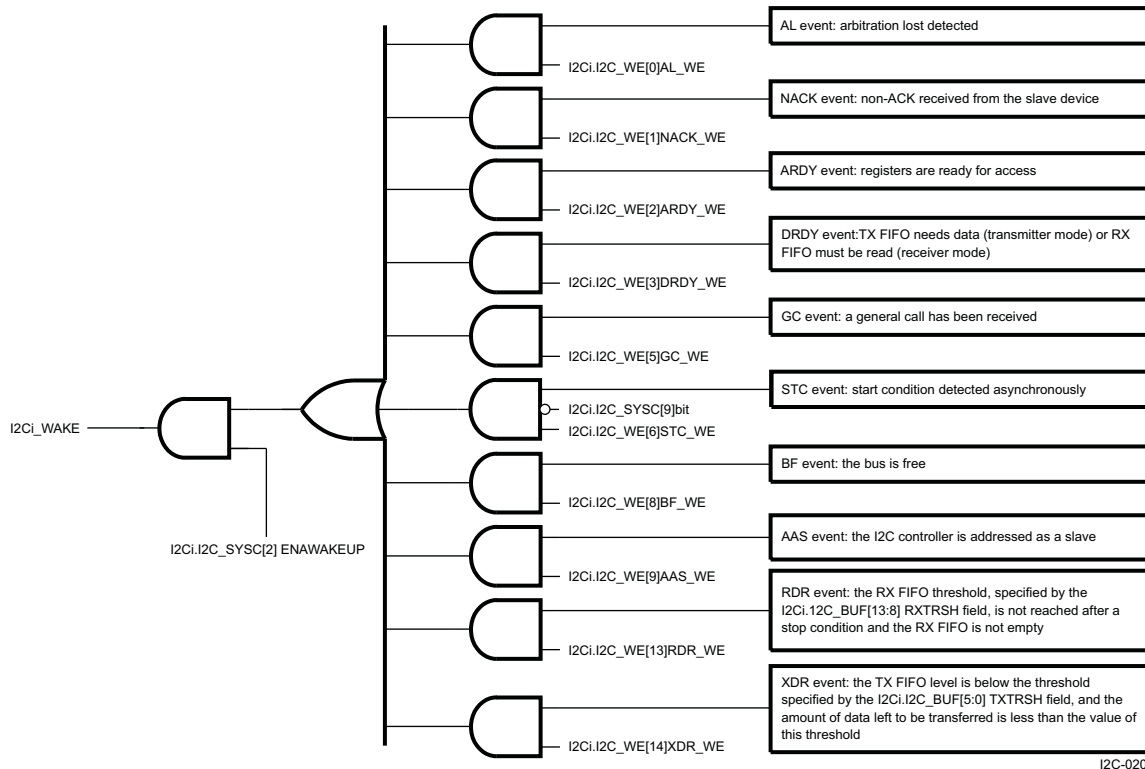 AL event: arbitration lost detected
I2Ci.I2C_WE[0]AL_WE
NACK event: non-ACK received from the slave device
I2Ci.I2C_WE[1]NACK_WE
ARDY event: registers are ready for access
I2Ci.I2C_WE[2]ARDY_WE
DRDY event:TX FIFO needs data (transmitter mode) or RX
FIFO must be read (receiver mode)
I2Ci.I2C_WE[3]DRDY_WE
GC event: a general call has been received
I2Ci.I2C_WE[5]GC_WE
STC event: start condition detected asynchronously
I2Ci.I2C_SYSC[9]bit
I2Ci.I2C_WE[6]STC_WE
I2Ci_WAKE
BF event: the bus is free
I2Ci.I2C_WE[8]BF_WE
AAS event: the I2C controller is addressed as a slave
I2Ci.I2C_SYSC[2] ENAWAKEUP
I2Ci.I2C_WE[9]AAS_WE
RDR event: the RX FIFO threshold, specified by the
I2Ci.12C_BUF[13:8] RXTRSH field, is not reached after a
stop condition and the RX FIFO is not empty
I2Ci.I2C_WE[13]RDR_WE
XDR event: the TX FIFO level is below the threshold
specified by the I2Ci.I2C_BUF[5:0] TXTRSH field, and the
amount of data left to be transferred is less than the value of
this threshold
I2Ci.I2C_WE[14]XDR_WE
I2C-020